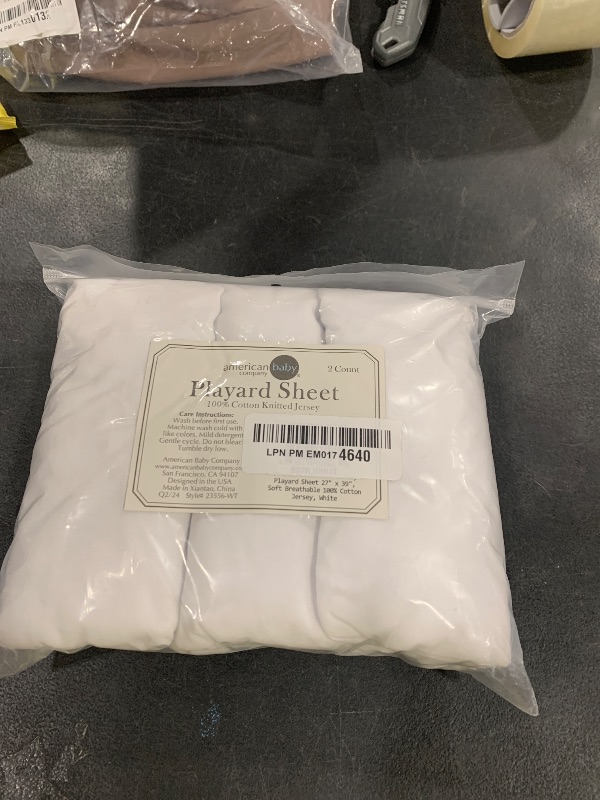 american baby
company
2 Count
Playard Sheet
100% Cotton Knitted Jersey
Care Instructions:
Wash before first use.
Machine wash cold with
like colors. Mild detergent
Gentle cycle. Do not
Tumble dry low.
LPN PM EM017 4640
American Baby Company
www.americanbabycompany.co
San Francisco, CA 94107
Designed in the USA
Made in Xiantao, China
Q2/24 Style# 23556-WT
Playard Sheet 27" x 39",
Soft Breathable 100% Cotton
Jersey, White